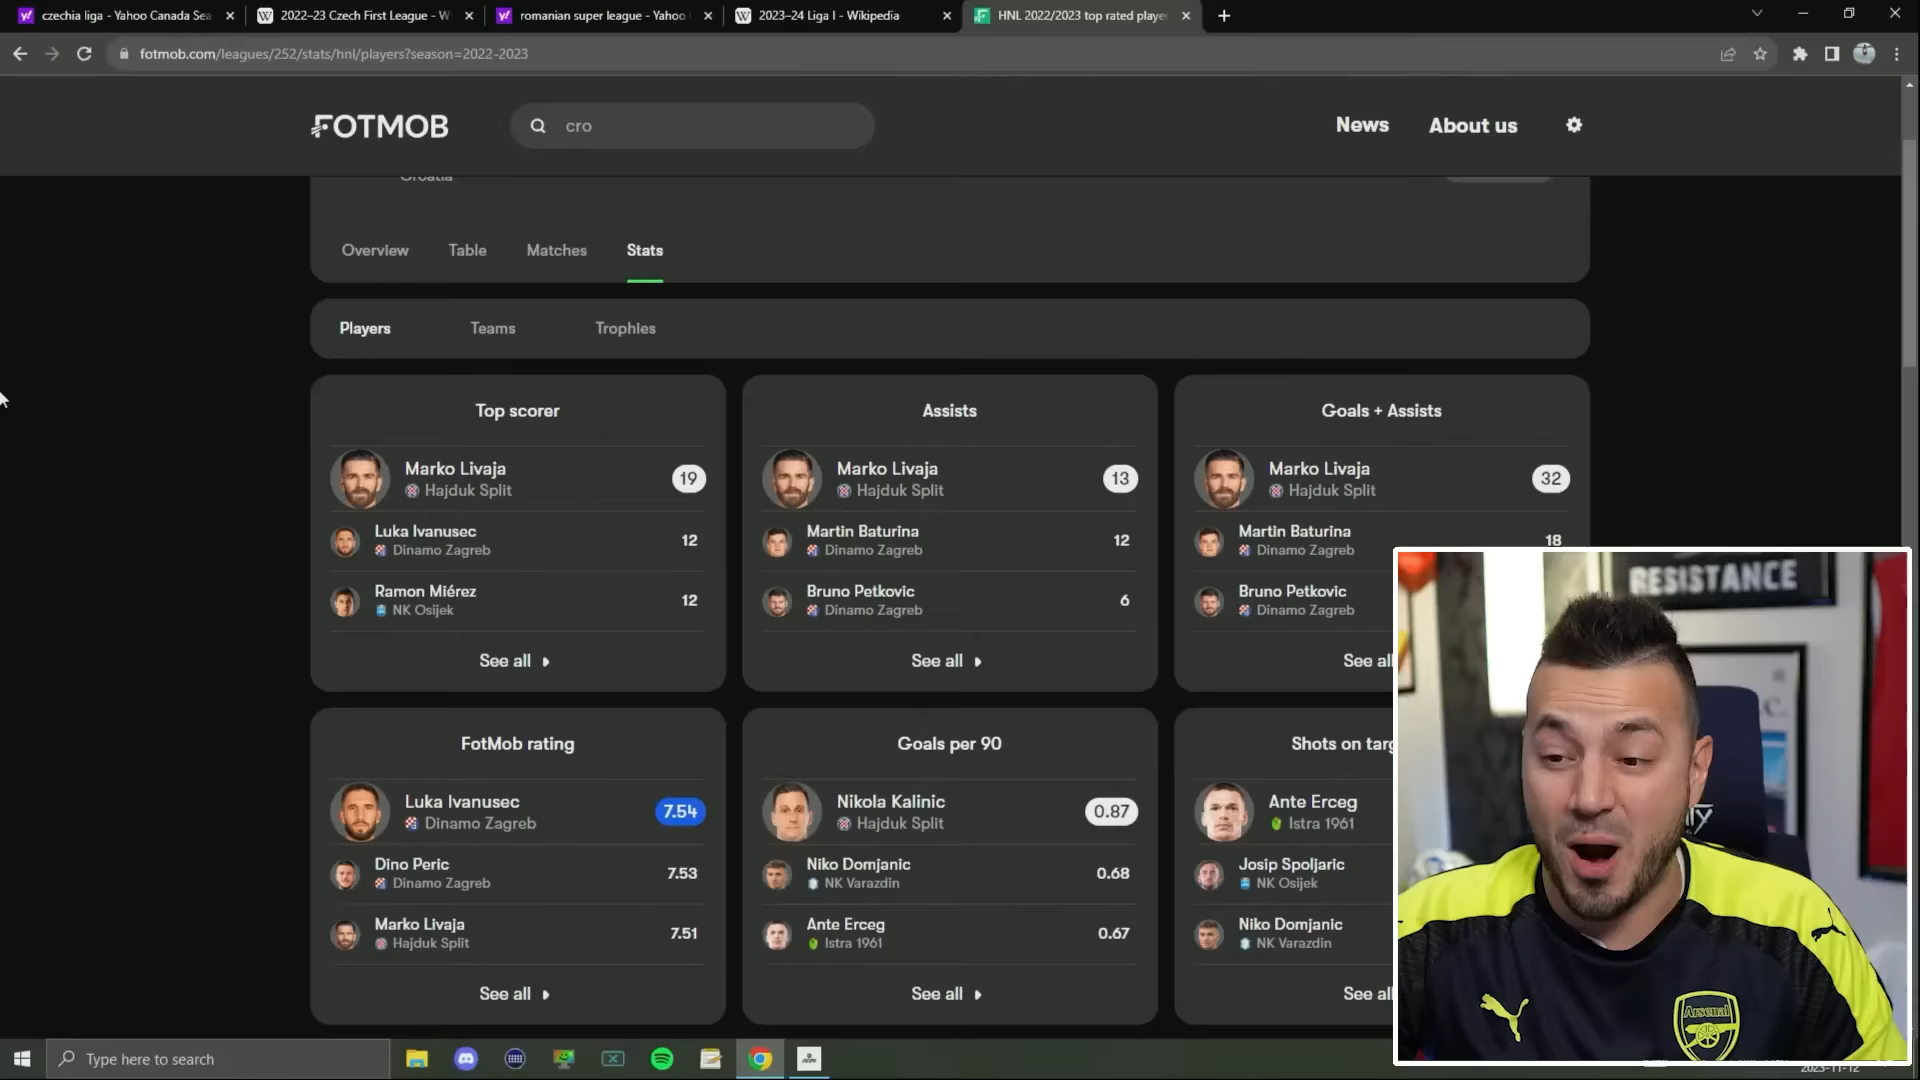 czechia liga - Yahoo Canada Sea
2022–23 Czech First League - W
romanian super league - Yahoo
2023–24 Liga I - Wikipedia
HNL 2022/2023 top rated playe
fotmob.com/leagues/252/stats/hnl/players?season=2022-2023
FOTMOB
cro
News
About us
Croatia
Overview
Table
Matches
Stats
Players
Teams
Trophies
Top scorer
Marko Livaja
Hajduk Split
19
Luka Ivanusec
Dinamo Zagreb
12
Ramon Miérez
NK Osijek
12
See all
Assists
Marko Livaja
Hajduk Split
13
Martin Baturina
Dinamo Zagreb
12
Bruno Petkovic
Dinamo Zagreb
6
See all
Goals + Assists
Marko Livaja
Hajduk Split
32
Martin Baturina
Dinamo Zagreb
18
Bruno Petkovic
Dinamo Zagreb
See all
FotMob rating
Luka Ivanusec
Dinamo Zagreb
7.54
Dino Peric
Dinamo Zagreb
7.53
Marko Livaja
Hajduk Split
7.51
See all
Goals per 90
Nikola Kalinic
Hajduk Split
0.87
Niko Domjanic
NK Varazdin
0.68
Ante Erceg
Istra 1961
0.67
See all
Shots on targ
Ante Erceg
Istra 1961
Josip Spoljaric
NK Osijek
Niko Domjanic
NK Varazdin
See all
RESISTANCE
Arsenal
Type here to search
2023-11-12